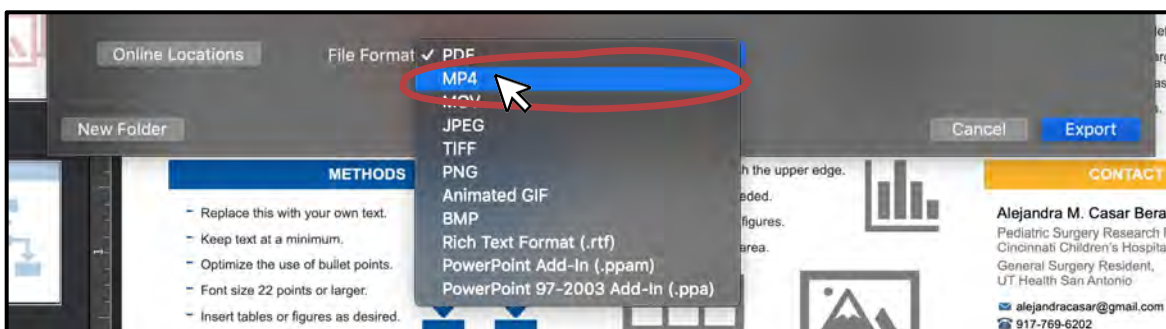 Online Locations
File Format
✓ PDF
MP4
MOV
JPEG
TIFF
PNG
Animated GIF
BMP
Rich Text Format (.rtf)
PowerPoint Add-In (.ppam)
PowerPoint 97-2003 Add-In (.ppa)
New Folder
Cancel
Export
METHODS
- Replace this with your own text.
- Keep text at a minimum.
- Optimize the use of bullet points.
- Font size 22 points or larger.
- Insert tables or figures as desired.
the upper edge.
figures.
CONTACT
Alejandra M. Casar Bera
Pediatric Surgery Research
Cincinnati Children's Hospita
General Surgery Resident,
UT Health San Antonio
alejandracasar@gmail.com
917-769-6202